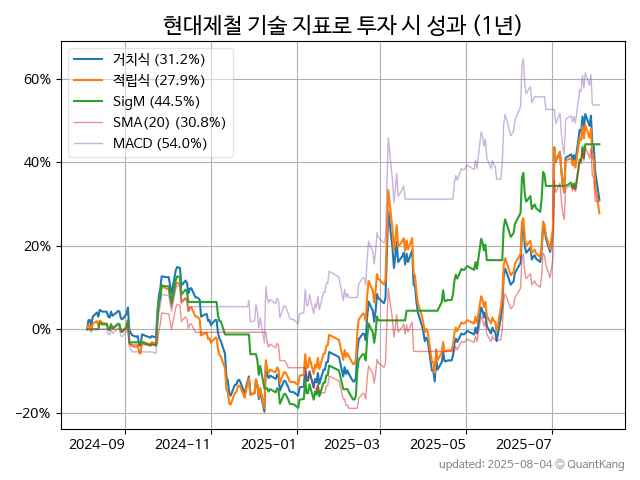 현대제철 기술 지표로 투자 시 성과 (1년)
거치식 (31.2%)
적립식 (27.9%)
SigM (44.5%)
SMA(20) (30.8%)
MACD (54.0%)
60%
40%
20%
0%
−20%
2024-09
2024-11
2025-01
2025-03
2025-05
2025-07
updated: 2025-08-04 ⓒ QuantKang